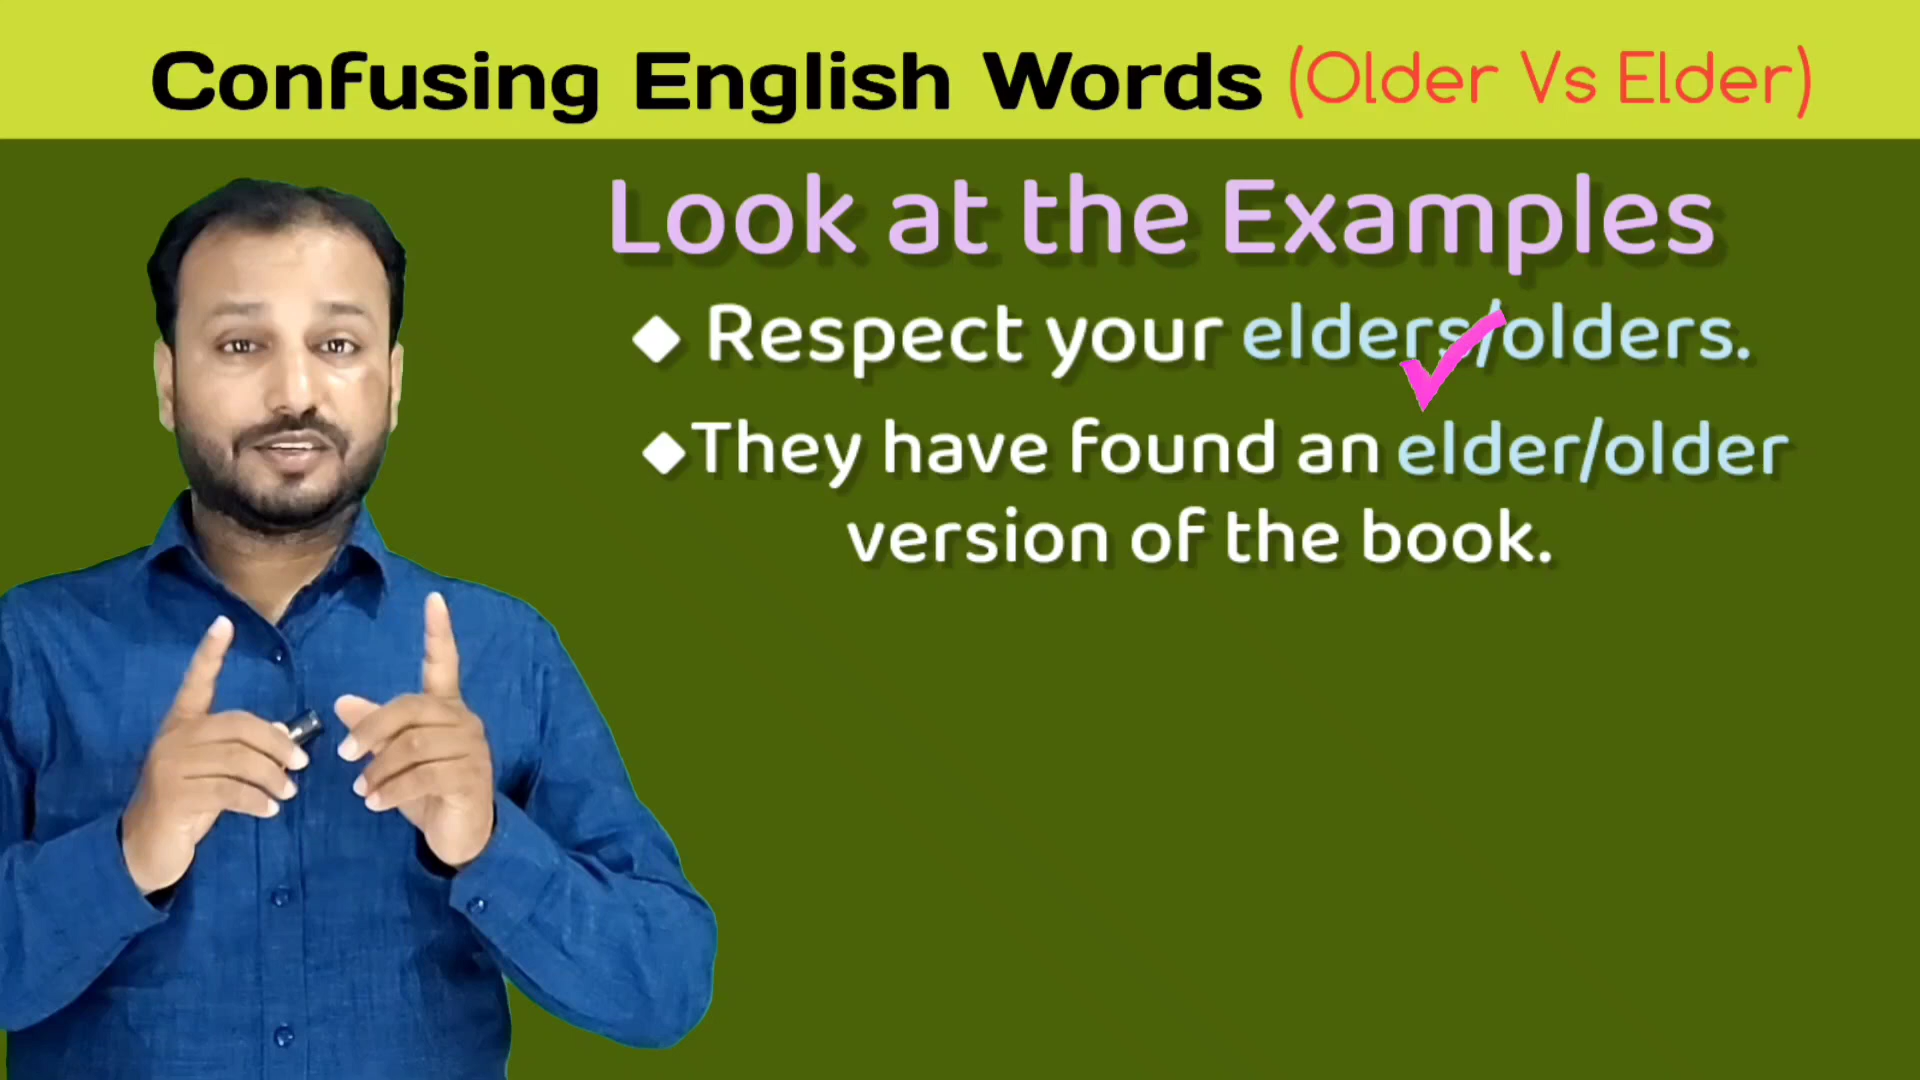 Confusing English Words (Older Vs Elder)
Look at the Examples
◆ Respect your elders/olders.
◆They have found an elder/older
version of the book.